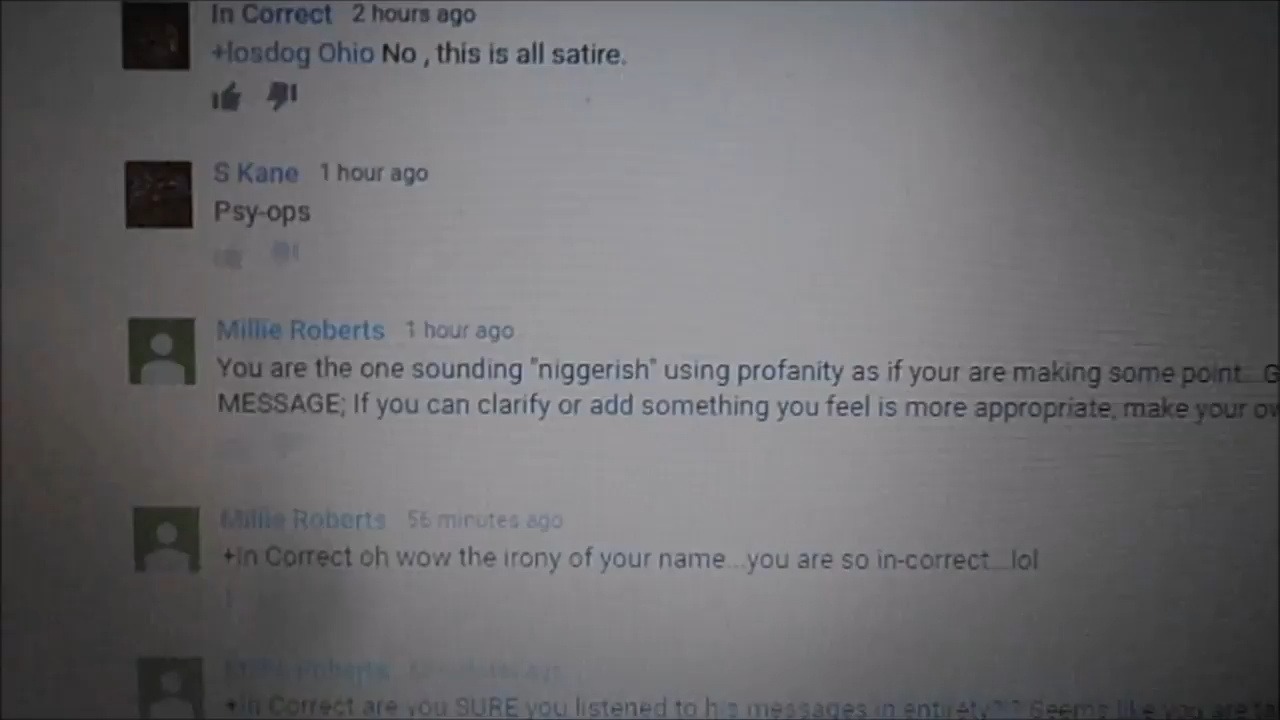 In Correct 2 hours ago
+losdog Ohio No , this is all satire.
S Kane 1 hour ago
Psy-ops
Millie Roberts 1 hour ago
You are the one sounding "niggerish" using profanity as if your are making some point...G
MESSAGE; If you can clarify or add something you feel is more appropriate, make your ow
Millie Roberts 56 minutes ago
+In Correct oh wow the irony of your name...you are so in-correct...lol
Millie Roberts
+In Correct are you SURE you listened to his messages in entirety?? Seems like you are